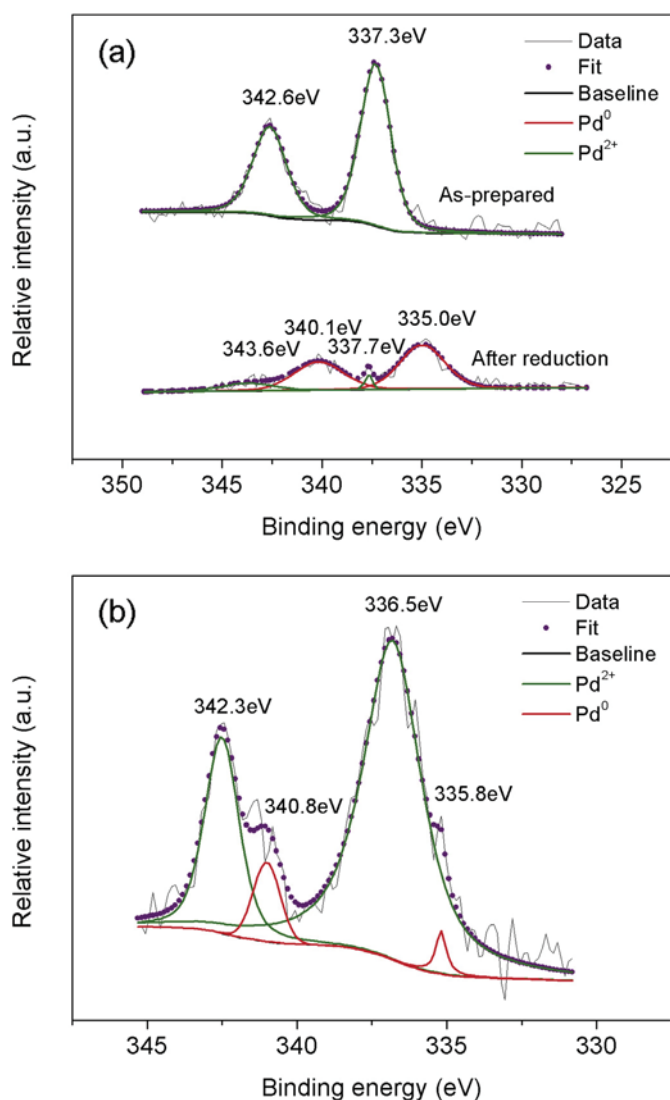 (a)
337.3eV
342.6eV
Data
Fit
Baseline
Pd⁰
Pd²⁺
As-prepared
340.1eV
335.0eV
343.6eV
337.7eV
After reduction
Relative intensity (a.u.)
350 345 340 335 330 325
Binding energy (eV)
(b)
336.5eV
Data
Fit
Baseline
Pd²⁺
Pd⁰
342.3eV
340.8eV
335.8eV
Relative intensity (a.u.)
345 340 335 330
Binding energy (eV)